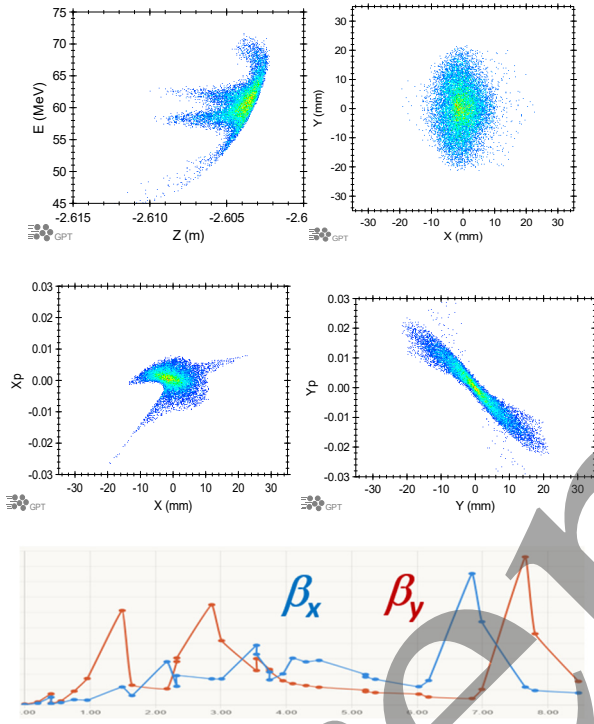 75
70
65
60
55
50
45
E (MeV)
-2.615
-2.610
-2.605
-2.6
Z (m)
GPT
30
20
10
0
-10
-20
-30
Y (mm)
-30 -20 -10 0 10 20 30
X (mm)
GPT
0.03
0.02
0.01
0.00
-0.01
-0.02
-0.03
Xp
-30 -20 -10 0 10 20 30
X (mm)
GPT
0.03
0.02
0.01
0.00
-0.01
-0.02
-0.03
Yp
-30 -20 -10 0 10 20 30
Y (mm)
GPT
βx
βy
1.00 2.00 3.00 4.00 5.00 6.00 7.00 8.00